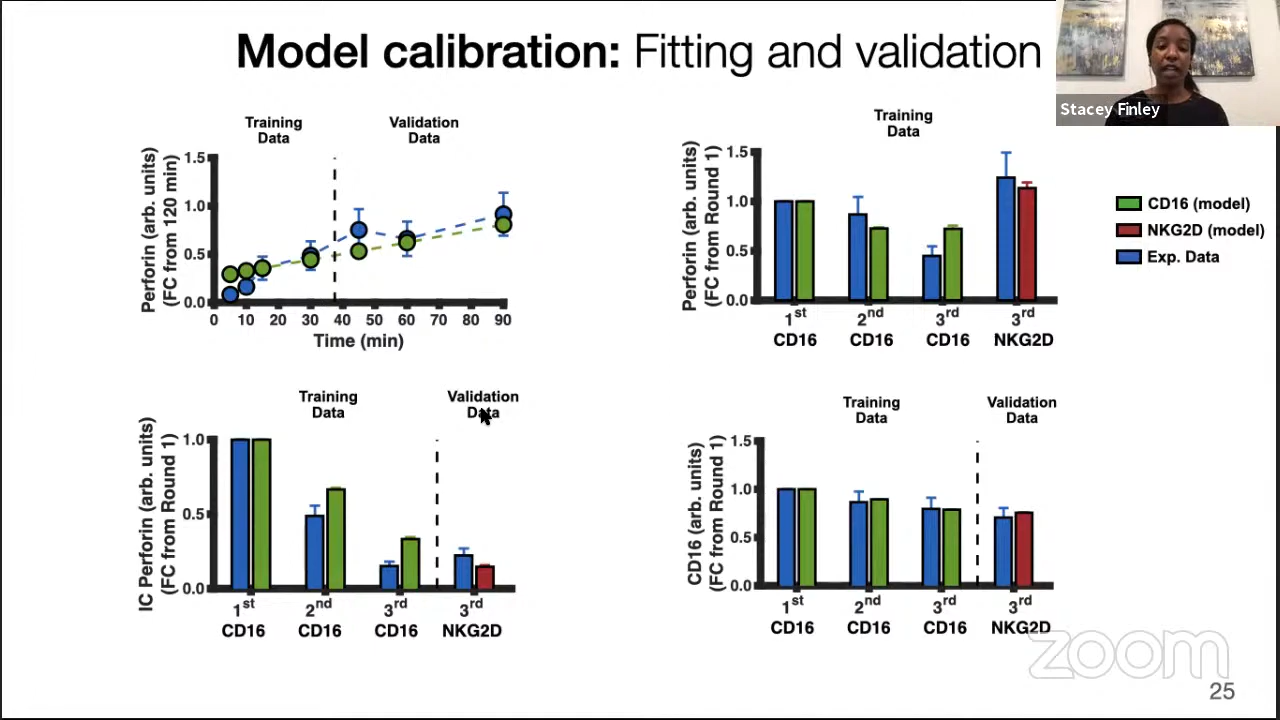 Model calibration: Fitting and validation
Stacey Finley
Training
Data
Validation
Data
Perforin (arb. units)
(FC from 120 min)
1.5
1.0
0.5
0.0
0 10 20 30 40 50 60 70 80 90
Time (min)
Training
Data
Perforin (arb. units)
(FC from Round 1)
1.5
1.0
0.5
0.0
1st 2nd 3rd 3rd
CD16 CD16 CD16 NKG2D
CD16 (model)
NKG2D (model)
Exp. Data
Training
Data
Validation
Data
IC Perforin (arb. units)
(FC from Round 1)
1.0
0.5
0.0
1st 2nd 3rd 3rd
CD16 CD16 CD16 NKG2D
Training
Data
Validation
Data
CD16 (arb. units)
(FC from Round 1)
1.5
1.0
0.5
0.0
1st 2nd 3rd 3rd
CD16 CD16 CD16 NKG2D
zoom
25